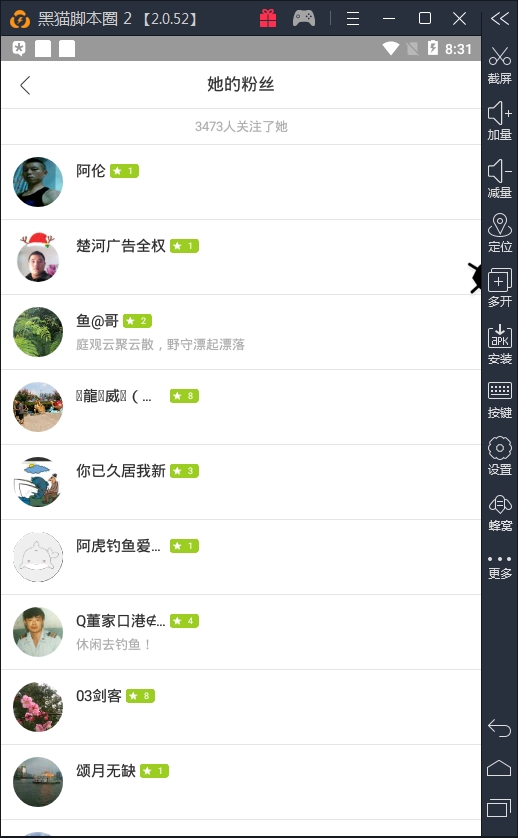 黑猫脚本圈 2 【2.0.52】
8:31
她的粉丝
3473人关注了她
阿伦 1
楚河广告全权 1
鱼@哥 2
庭观云聚云散，野守漂起漂落
龍 威 （... 8
你已久居我新 3
阿虎钓鱼爱... 1
Q董家口港∉... 4
休闲去钓鱼！
03剑客 8
颂月无缺 1
截屏
加量
减量
定位
多开
APK
安装
按键
设置
蜂窝
更多